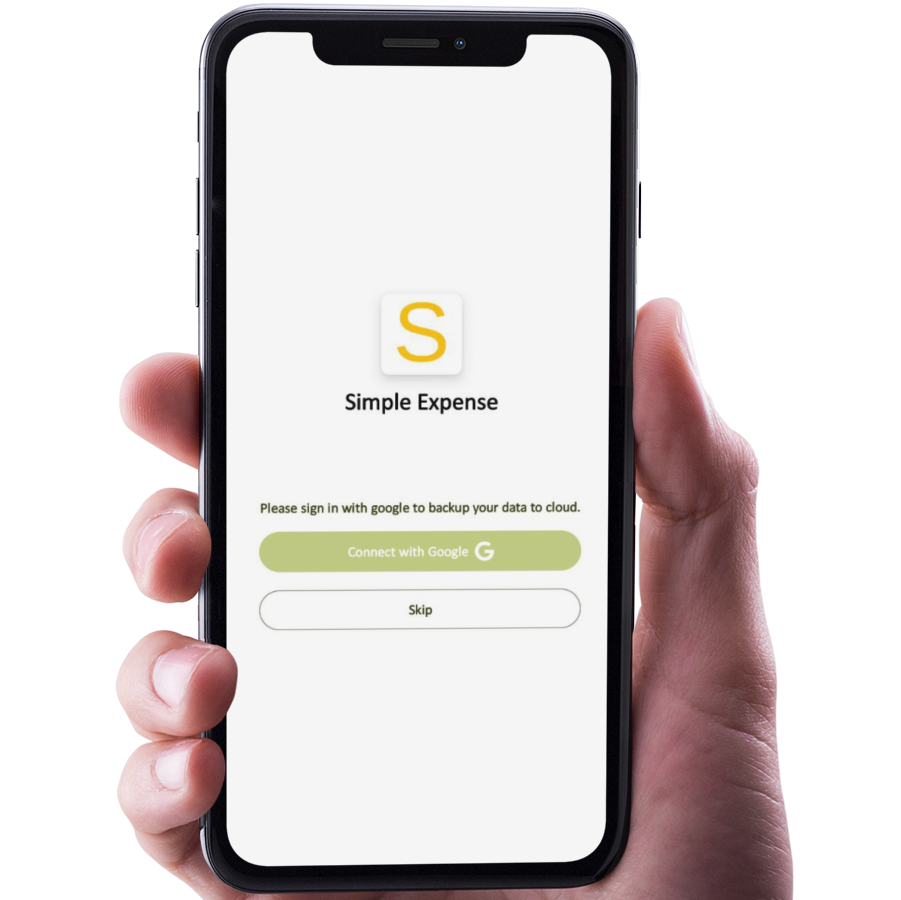 S
Simple Expense
Please sign in with google to backup your data to cloud.
Connect with Google G
Skip